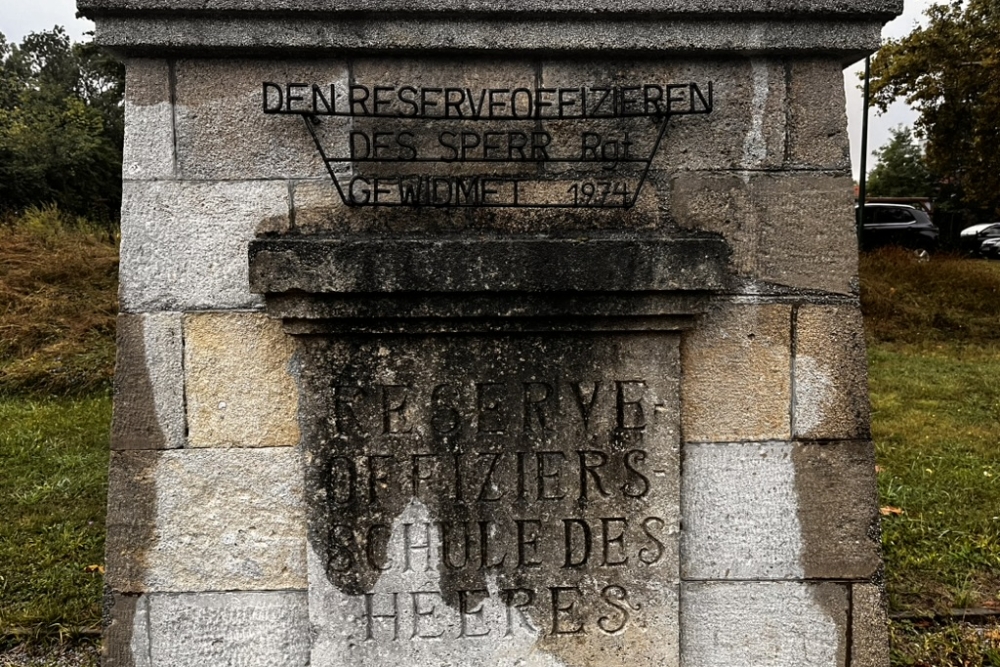 DEN RESERVEOFFIZIEREN
DES SPERR Rgt
GEWIDMET 1974
RESERVE-
OFFIZIERS-
SCHULE DES
HEERES